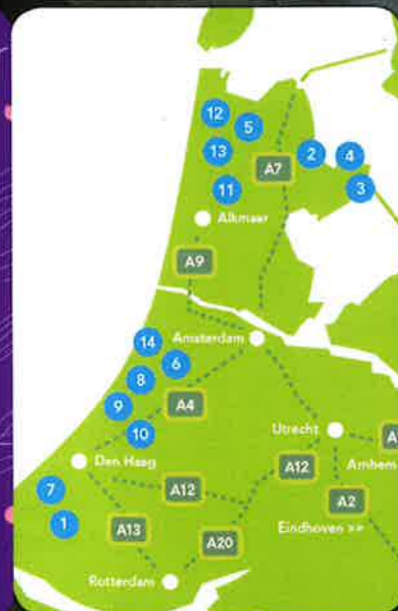 12
5
13
A7
2
4
11
3
Alkmaar
A9
14
Amsterdam
6
8
9
A4
10
Utrecht
A
Den Haag
A12
Arnhem
7
A12
A2
1
A13
Eindhoven >>
A20
Rotterdam